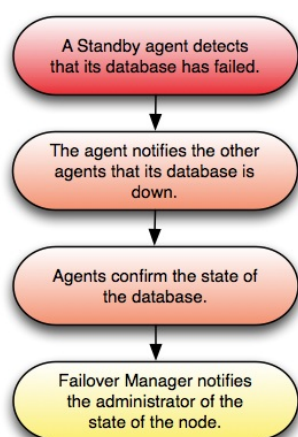 A Standby agent detects
that its database has failed.
The agent notifies the other
agents that its database is
down.
Agents confirm the state of
the database.
Failover Manager notifies
the administrator of the
state of the node.